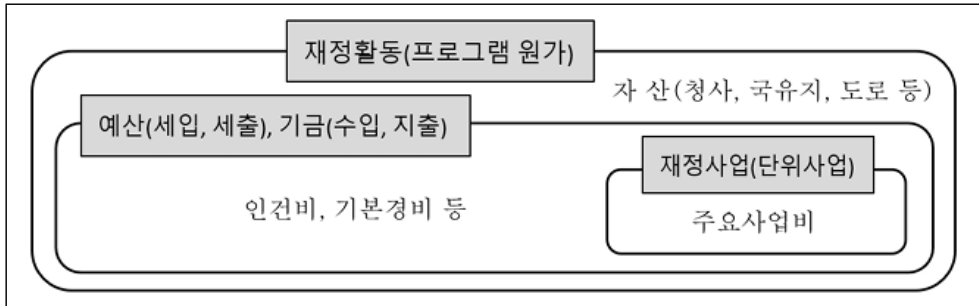 재정활동(프로그램 원가)
자 산(청사, 국유지, 도로 등)
예산(세입, 세출), 기금(수입, 지출)
재정사업(단위사업)
인건비, 기본경비 등
주요사업비